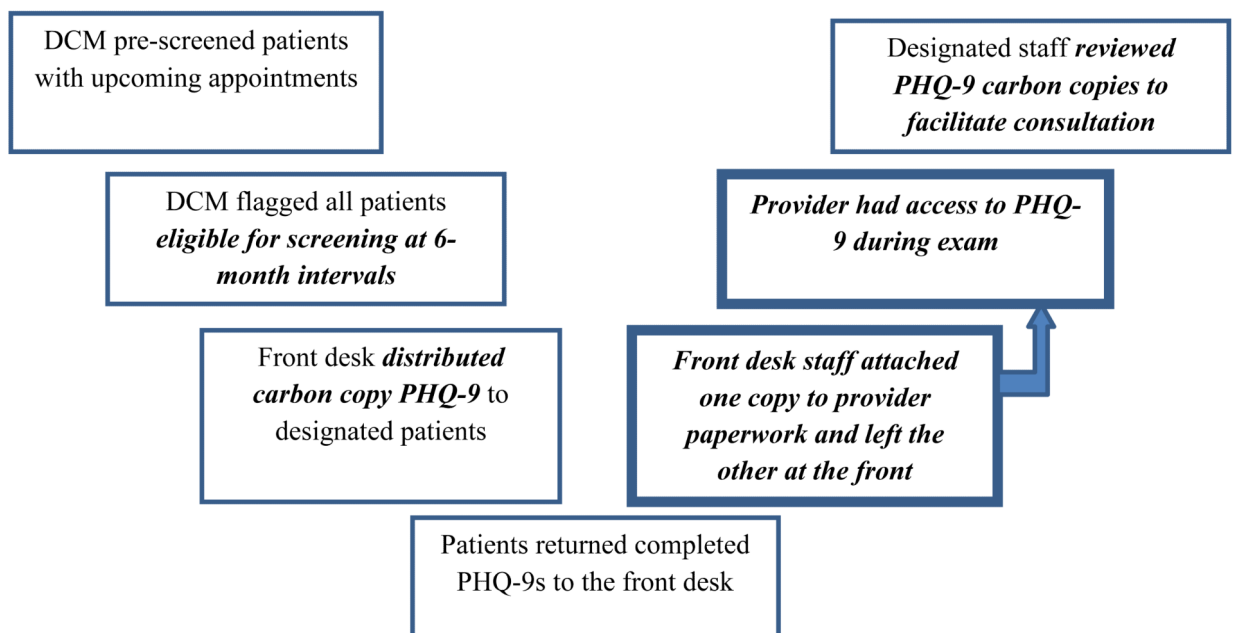 DCM pre-screened patients
with upcoming appointments
DCM flagged all patients
eligible for screening at 6-
month intervals
Front desk distributed
carbon copy PHQ-9 to
designated patients
Patients returned completed
PHQ-9s to the front desk
Front desk staff attached
one copy to provider
paperwork and left the
other at the front
Provider had access to PHQ-
9 during exam
Designated staff reviewed
PHQ-9 carbon copies to
facilitate consultation